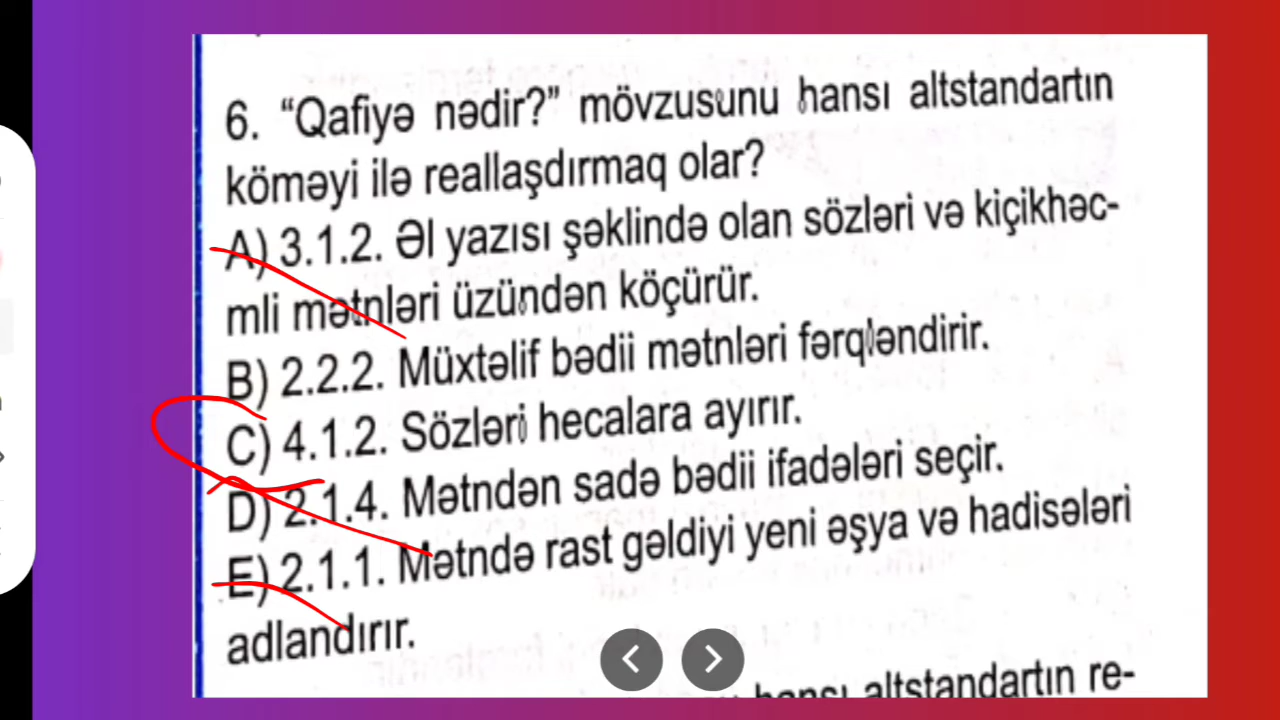 6. “Qafiyə nədir?” mövzusunu hansı altstandartın
köməyi ilə reallaşdırmaq olar?
A) 3.1.2. Əl yazısı şəklində olan sözləri və kiçikhəc-
mli mətnləri üzündən köçürür.
B) 2.2.2. Müxtəlif bədii mətnləri fərqləndirir.
C) 4.1.2. Sözləri hecalara ayırır.
D) 2.1.4. Mətndən sadə bədii ifadələri seçir.
E) 2.1.1. Mətndə rast gəldiyi yeni əşya və hadisələri
adlandırır.
hansı altstandartın re-